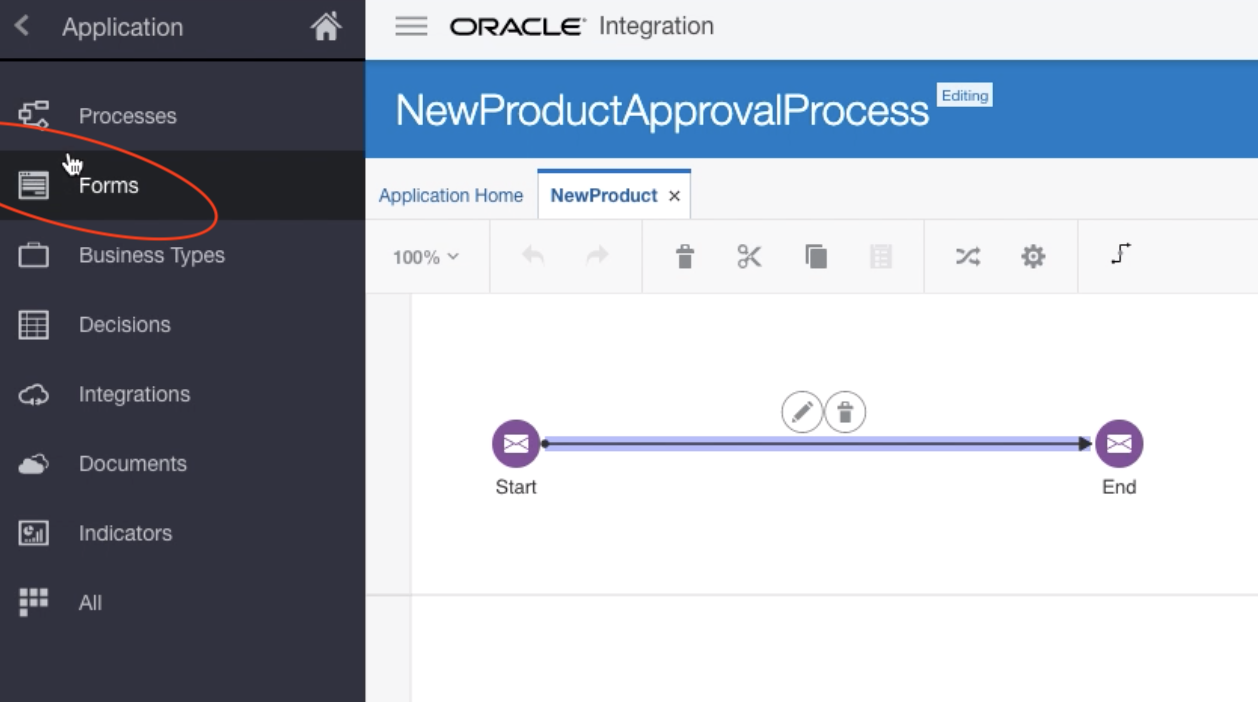 Application
Processes
Forms
Business Types
Decisions
Integrations
Documents
Indicators
All
ORACLE® Integration
NewProductApprovalProcess Editing
Application Home NewProduct ×
100%
Start
End